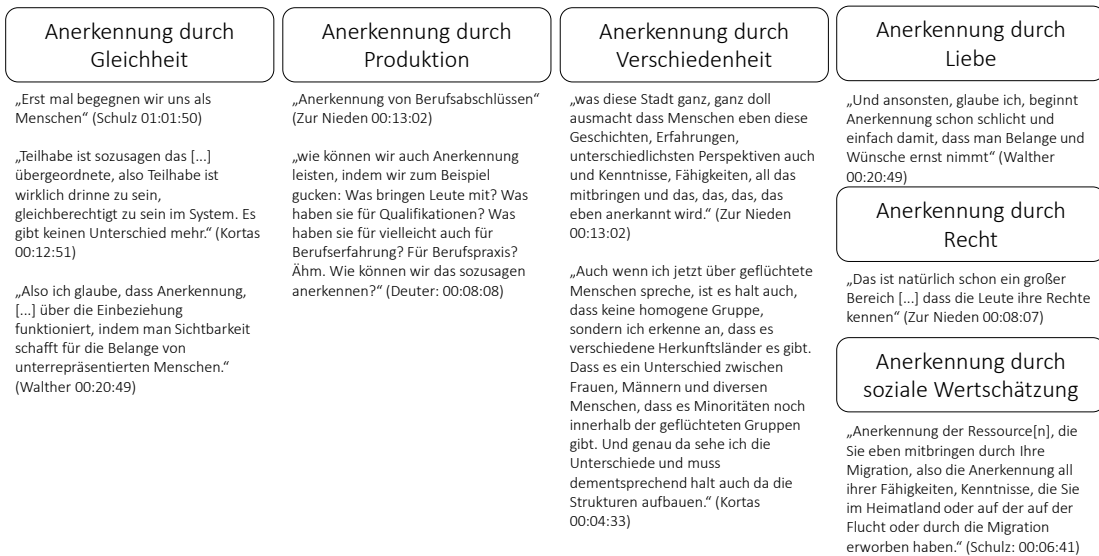 Anerkennung durch
Gleichheit
„Erst mal begegnen wir uns als
Menschen“ (Schulz 01:01:50)
„Teilhabe ist sozusagen das [...]
übergeordnete, also Teilhabe ist
wirklich drinne zu sein,
gleichberechtigt zu sein im System. Es
gibt keinen Unterschied mehr.“ (Kortas
00:12:51)
„Also ich glaube, dass Anerkennung,
[...] über die Einbeziehung
funktioniert, indem man Sichtbarkeit
schafft für die Belange von
unterrepräsentierten Menschen.“
(Walther 00:20:49)
Anerkennung durch
Produktion
„Anerkennung von Berufsabschlüssen“
(Zur Nieden 00:13:02)
„wie können wir auch Anerkennung
leisten, indem wir zum Beispiel
gucken: Was bringen Leute mit? Was
haben sie für Qualifikationen? Was
haben sie für vielleicht auch für
Berufserfahrung? Für Berufspraxis?
Ähm. Wie können wir das sozusagen
anerkennen?“ (Deuter: 00:08:08)
Anerkennung durch
Verschiedenheit
„was diese Stadt ganz, ganz doll
ausmacht dass Menschen eben diese
Geschichten, Erfahrungen,
unterschiedlichsten Perspektiven auch
und Kenntnisse, Fähigkeiten, all das
mitbringen und das, das, das, das
eben anerkannt wird.“ (Zur Nieden
00:13:02)
„Auch wenn ich jetzt über geflüchtete
Menschen spreche, ist es halt auch,
dass keine homogene Gruppe,
sondern ich erkenne an, dass es
verschiedene Herkunftsländer es gibt.
Dass es ein Unterschied zwischen
Frauen, Männern und diversen
Menschen, dass es Minoritäten noch
innerhalb der geflüchteten Gruppen
gibt. Und genau da sehe ich die
Unterschiede und muss
dementsprechend halt auch da die
Strukturen aufbauen.“ (Kortas
00:04:33)
Anerkennung durch
Liebe
„Und ansonsten, glaube ich, beginnt
Anerkennung schon schlicht und
einfach damit, dass man Belange und
Wünsche ernst nimmt“ (Walther
00:20:49)
Anerkennung durch
Recht
„Das ist natürlich schon ein großer
Bereich [...] dass die Leute ihre Rechte
kennen“ (Zur Nieden 00:08:07)
Anerkennung durch
soziale Wertschätzung
„Anerkennung der Ressource[n], die
Sie eben mitbringen durch Ihre
Migration, also die Anerkennung all
ihrer Fähigkeiten, Kenntnisse, die Sie
im Heimatland oder auf der auf der
Flucht oder durch die Migration
erworben haben.“ (Schulz: 00:06:41)